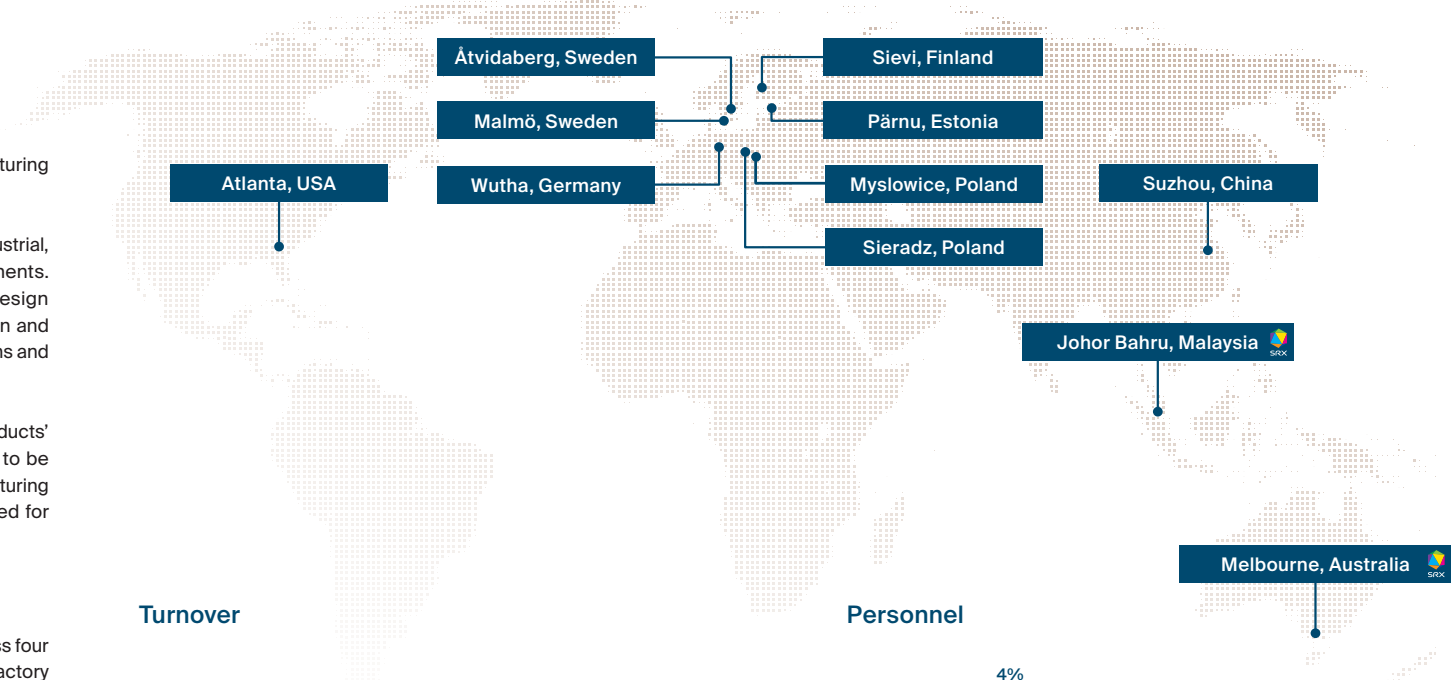 turing
ustrial,
nents.
esign
n and
ns and
ducts'
to be
turing
ed for
ss four
actory
Åtvidaberg, Sweden
Malmö, Sweden
Wutha, Germany
Atlanta, USA
Sievi, Finland
Pärnu, Estonia
Myslowice, Poland
Sieradz, Poland
Suzhou, China
Johor Bahru, Malaysia SRX
Melbourne, Australia SRX
Turnover
Personnel
4%